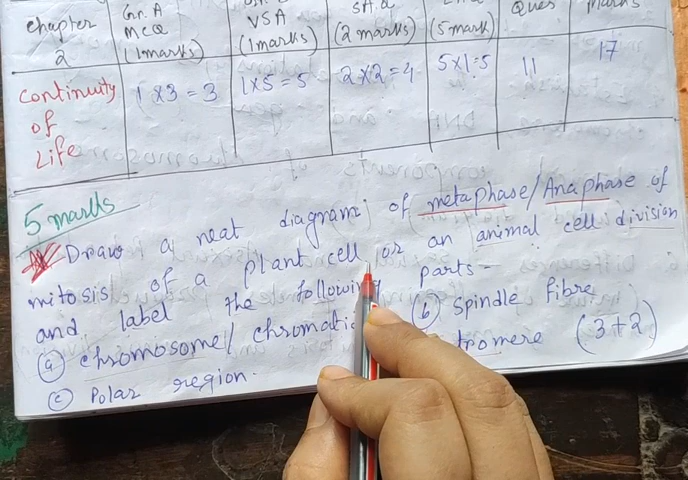 Chapter 2
Gr. A MCQ (1marks)
VSA (1marks)
SA.Q (2 marks)
(5 mark)
Ques
Marks
Continuity of Life
1 x 3 = 3
1 x 5 = 5
2 x 2 = 4
5 x 1 = 5
11
17
5 marks
Draw a neat diagram of metaphase/Anaphase of
mitosis of a plant cell or an animal cell division
and label the following parts-
(a) chromosome/ chromatid (b) Spindle fibre
(c) Polar region. tromere (3+2)